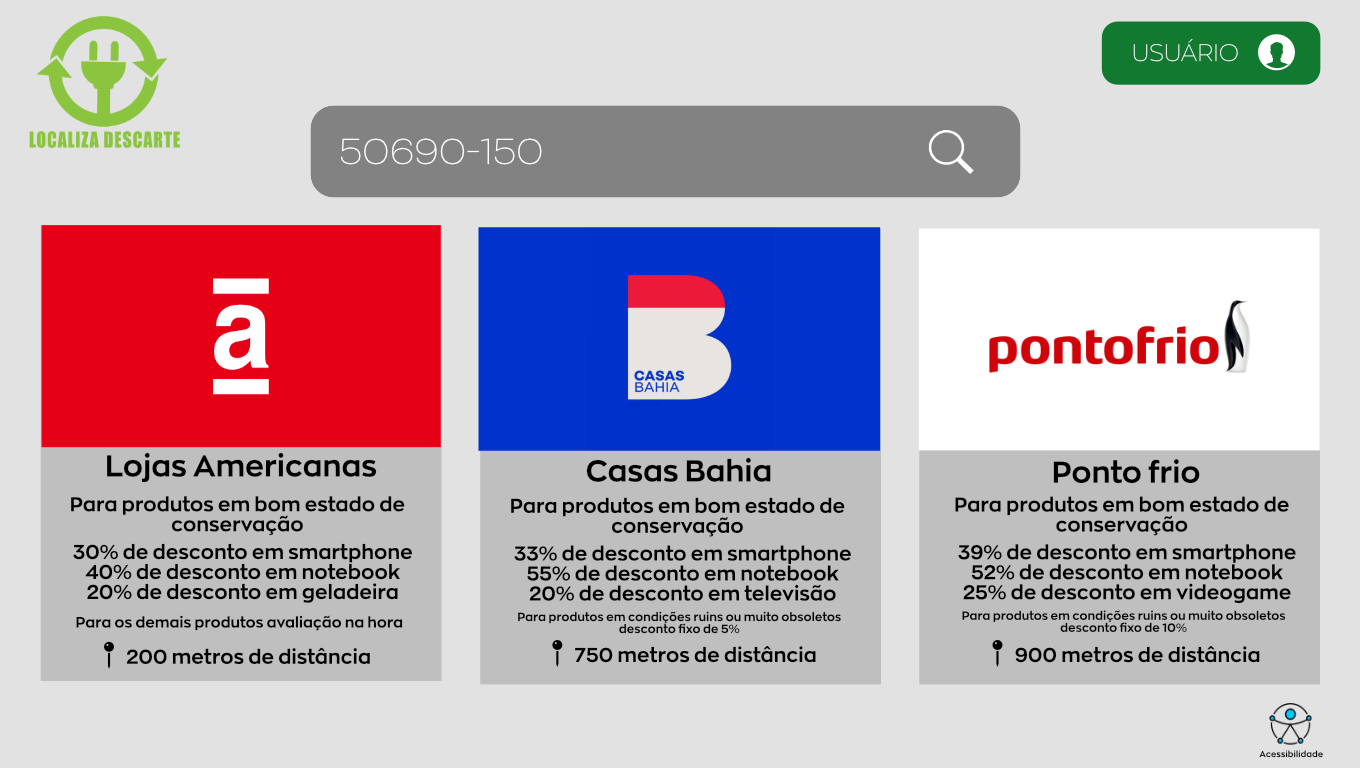 LOCALIZA DESCARTE
USUÁRIO
50690-150
a
Lojas Americanas
Para produtos em bom estado de
conservação
30% de desconto em smartphone
40% de desconto em notebook
20% de desconto em geladeira
Para os demais produtos avaliação na hora
200 metros de distância
CASAS
BAHIA
Casas Bahia
Para produtos em bom estado de
conservação
33% de desconto em smartphone
55% de desconto em notebook
20% de desconto em televisão
Para produtos em condições ruins ou muito obsoletos
desconto fixo de 5%
750 metros de distância
pontofrio
Ponto frio
Para produtos em bom estado de
conservação
39% de desconto em smartphone
52% de desconto em notebook
25% de desconto em videogame
Para produtos em condições ruins ou muito obsoletos
desconto fixo de 10%
900 metros de distância
Acessibilidade